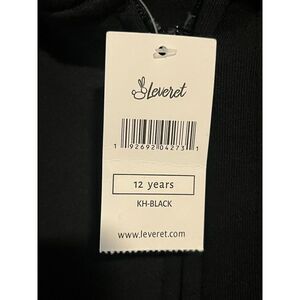 Leveret
1 92692 04273 1
12 years
KH-BLACK
www.leveret.com